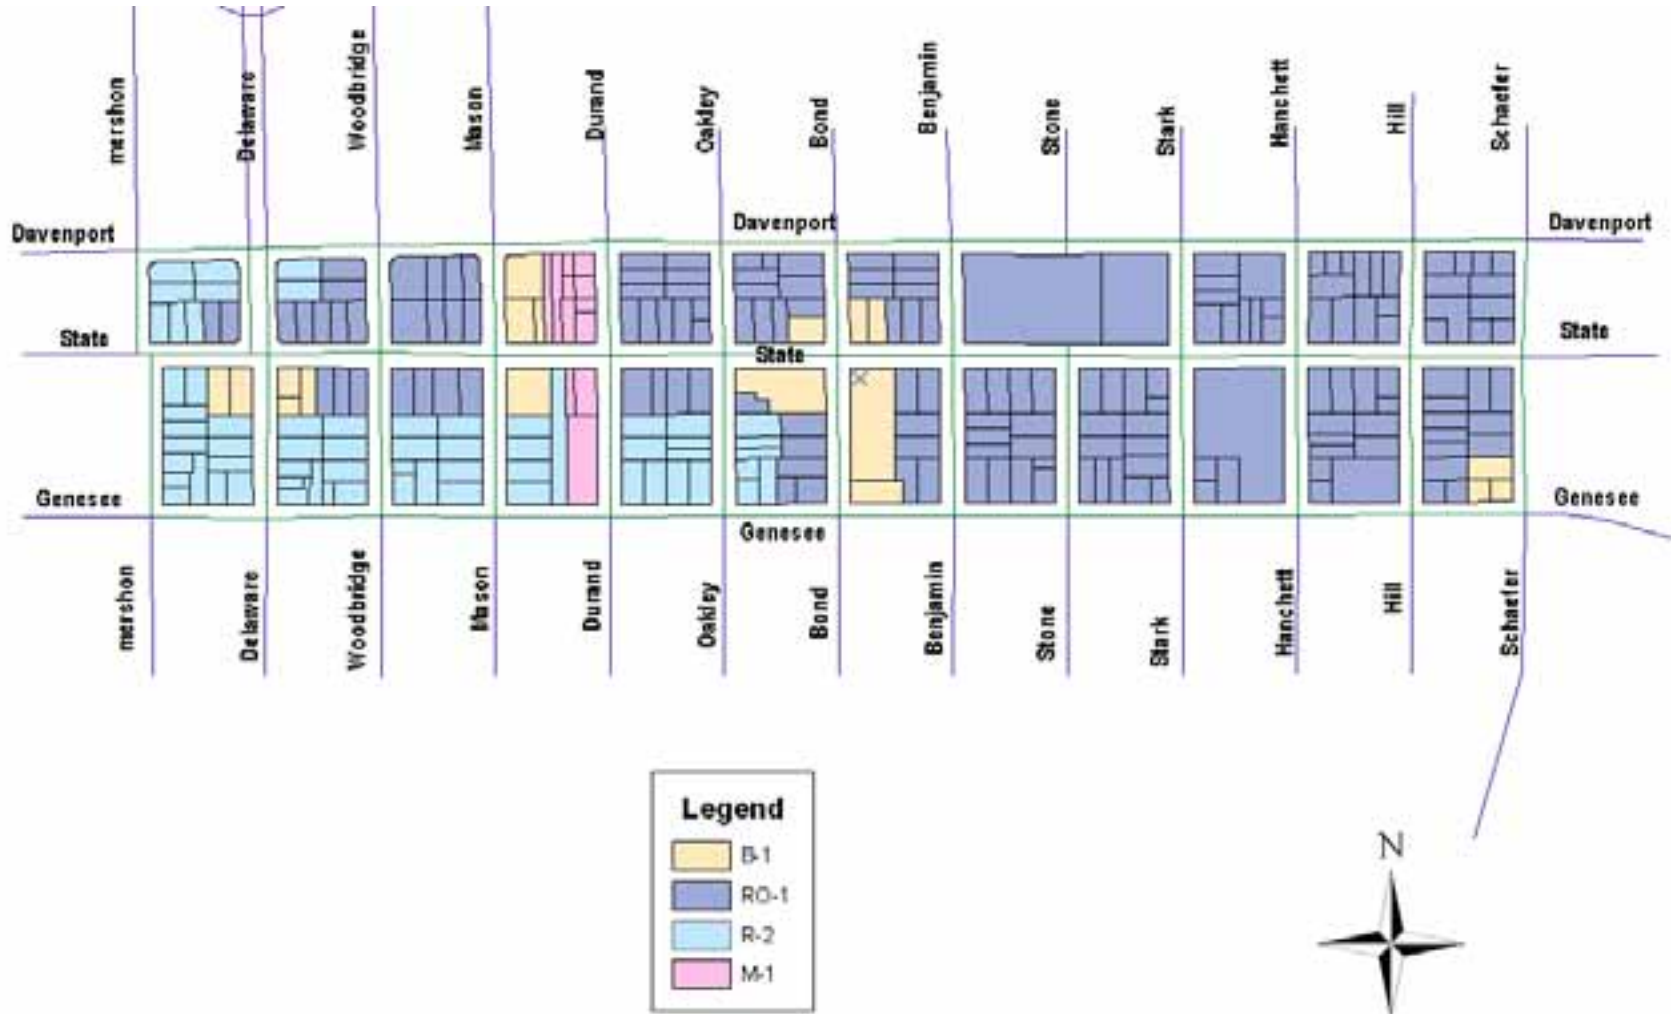 mershon
Delaware
Woodbridge
Mason
Durand
Oakley
Bond
Benjamin
Stone
Stark
Hanchett
Hill
Schaefer
Davenport
Davenport
Davenport
State
State
State
Genesee
Genesee
Genesee
mershon
Delaware
Woodbridge
Mason
Durand
Oakley
Bond
Benjamin
Stone
Stark
Hanchett
Hill
Schaefer
Legend
B-1
RO-1
R-2
M-1
N